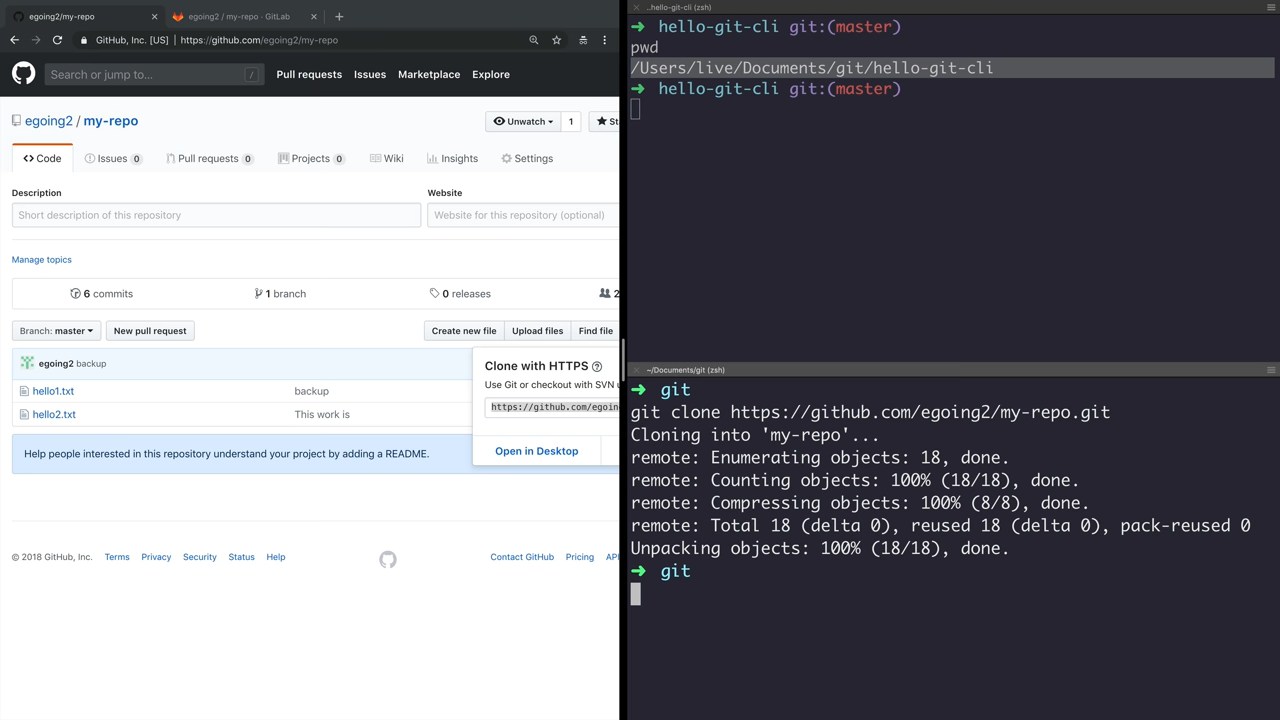 egoing2/my-repo
egoing2 / my-repo · GitLab
GitHub, Inc. [US] | https://github.com/egoing2/my-repo
Search or jump to... /
Pull requests Issues Marketplace Explore
egoing2 / my-repo
Unwatch 1 St
Code Issues 0 Pull requests 0 Projects 0 Wiki Insights Settings
Description Website
Short description of this repository Website for this repository (optional)
Manage topics
6 commits 1 branch 0 releases 2
Branch: master New pull request Create new file Upload files Find file
egoing2 backup
hello1.txt backup
hello2.txt This work is
Clone with HTTPS ?
Use Git or checkout with SVN u
https://github.com/egoin
Open in Desktop
Help people interested in this repository understand your project by adding a README.
© 2018 GitHub, Inc. Terms Privacy Security Status Help Contact GitHub Pricing API
..hello-git-cli (zsh)
➜ hello-git-cli git:(master)
pwd
/Users/live/Documents/git/hello-git-cli
➜ hello-git-cli git:(master)
~/Documents/git (zsh)
➜ git
git clone https://github.com/egoing2/my-repo.git
Cloning into 'my-repo'...
remote: Enumerating objects: 18, done.
remote: Counting objects: 100% (18/18), done.
remote: Compressing objects: 100% (8/8), done.
remote: Total 18 (delta 0), reused 18 (delta 0), pack-reused 0
Unpacking objects: 100% (18/18), done.
➜ git